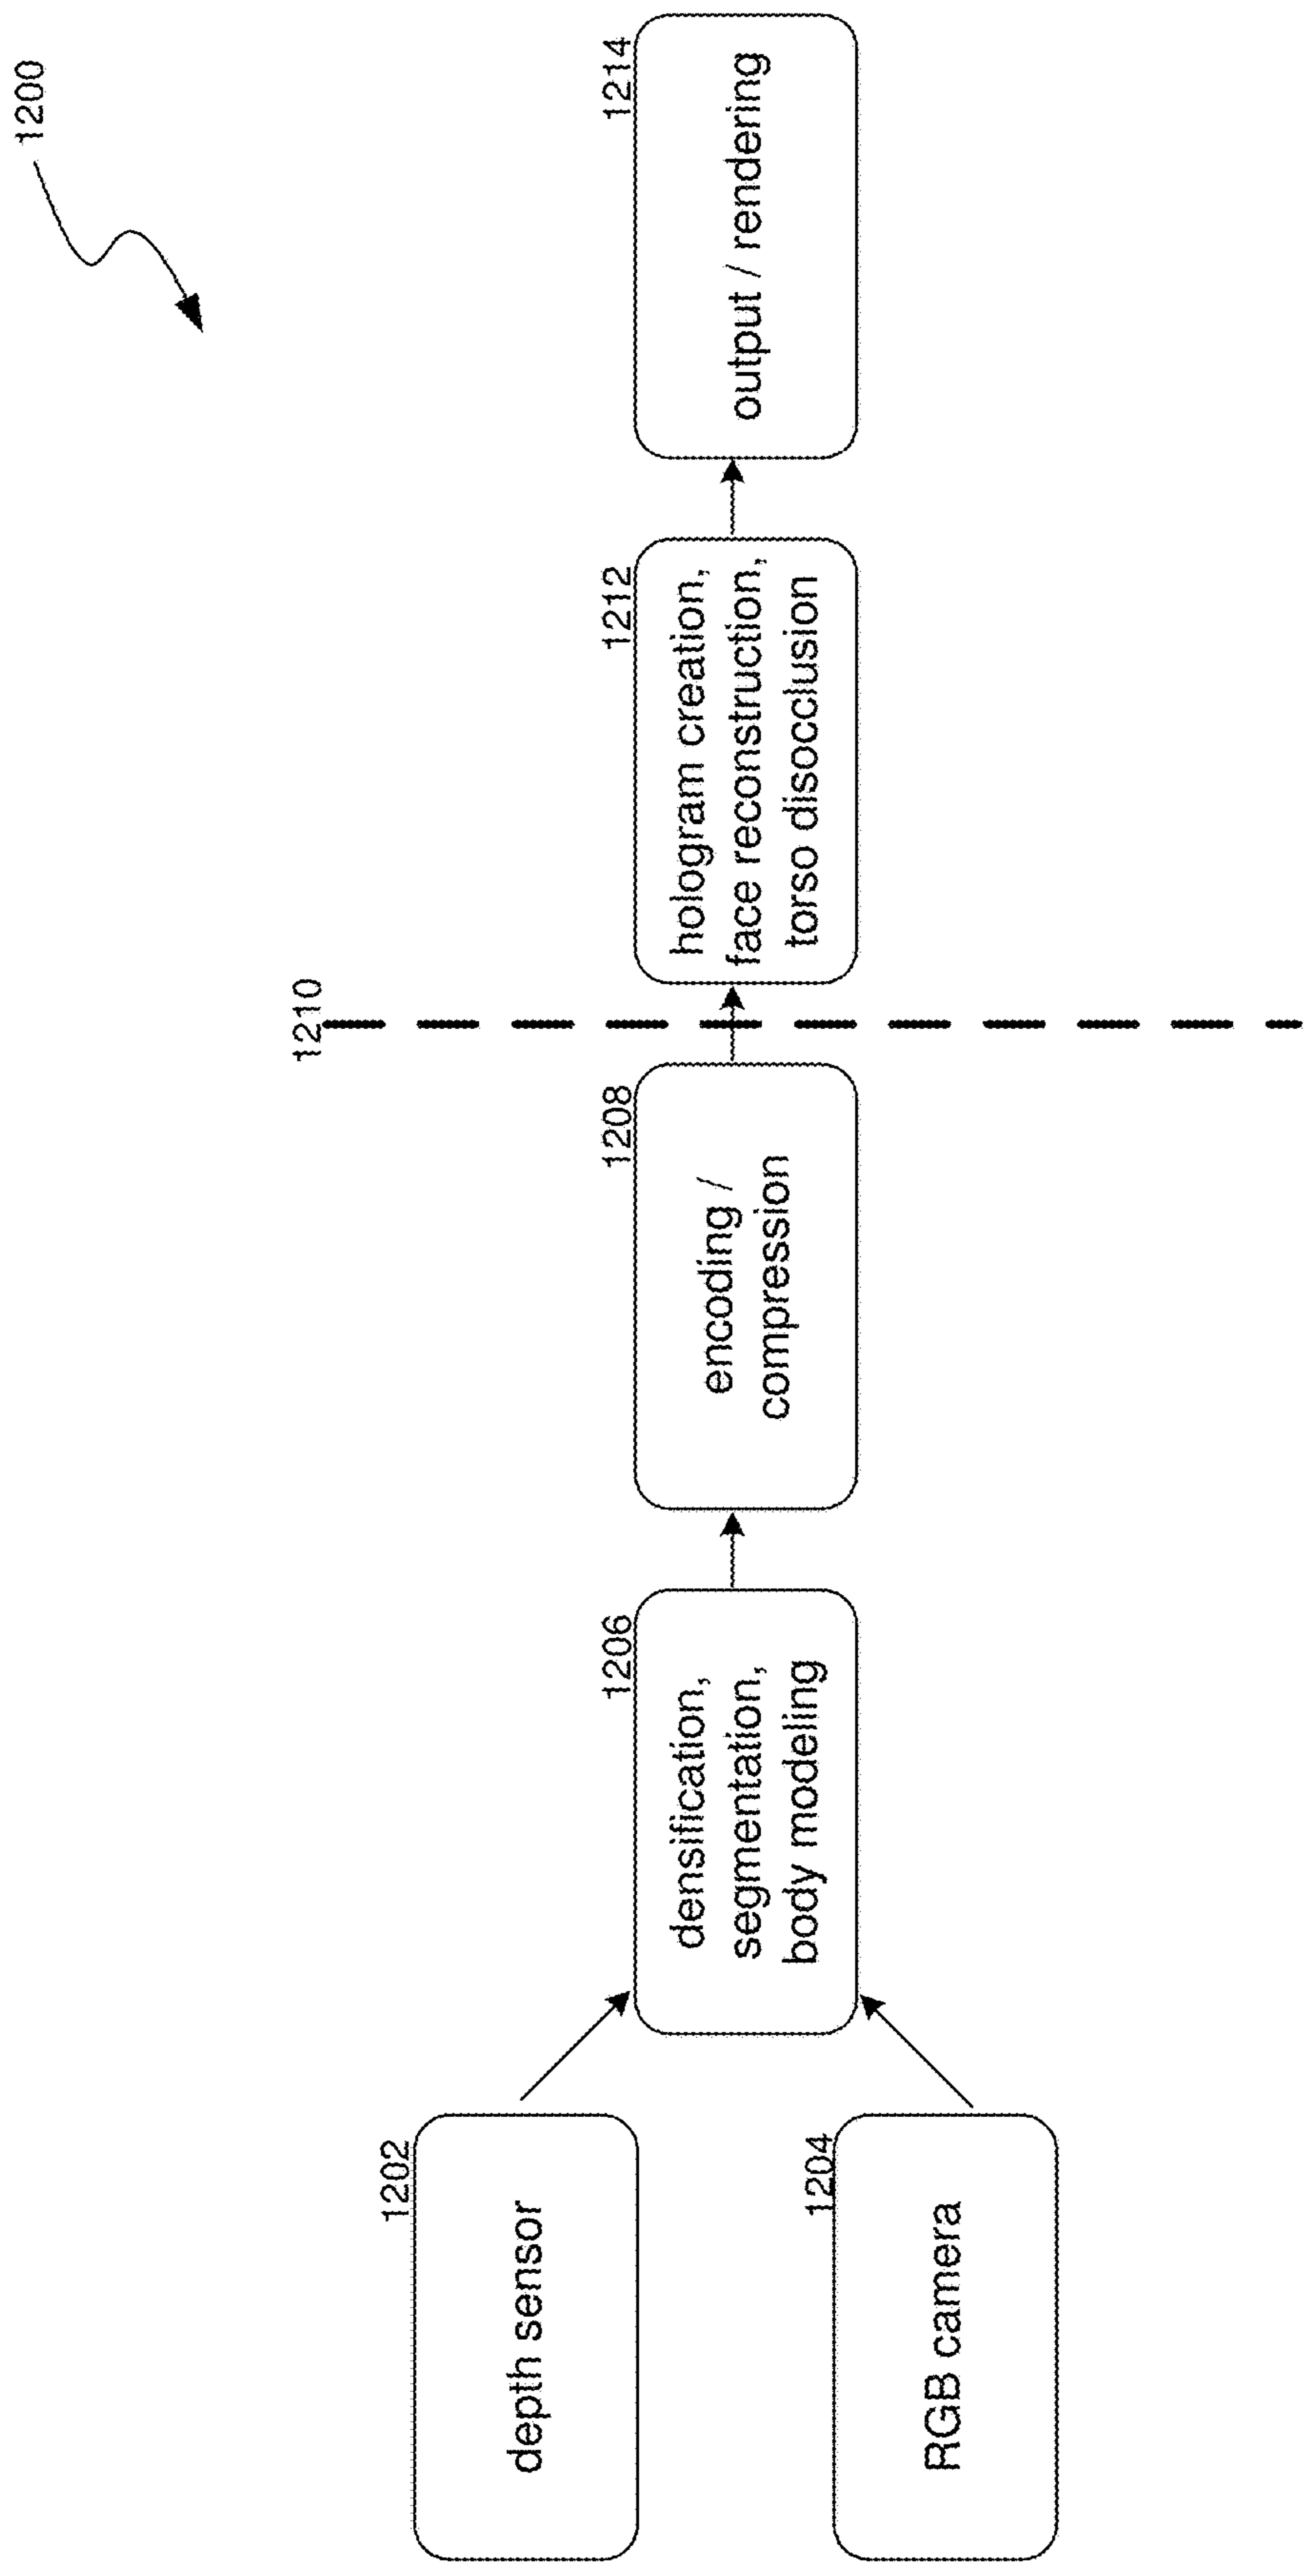 1200
1202
depth sensor
1204
RGB camera
1206
densification,
segmentation,
body modeling
1208
encoding /
compression
1210
1212
hologram creation,
face reconstruction,
torso disocclusion
1214
output / rendering